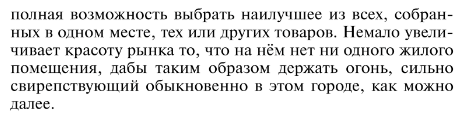 полная возможность выбрать наилучшее из всех, собран-
ных в одном месте, тех или других товаров. Немало увели-
чивает красоту рынка то, что на нём нет ни одного жилого
помещения, дабы таким образом держать огонь, сильно
свирепствующий обыкновенно в этом городе, как можно
далее.